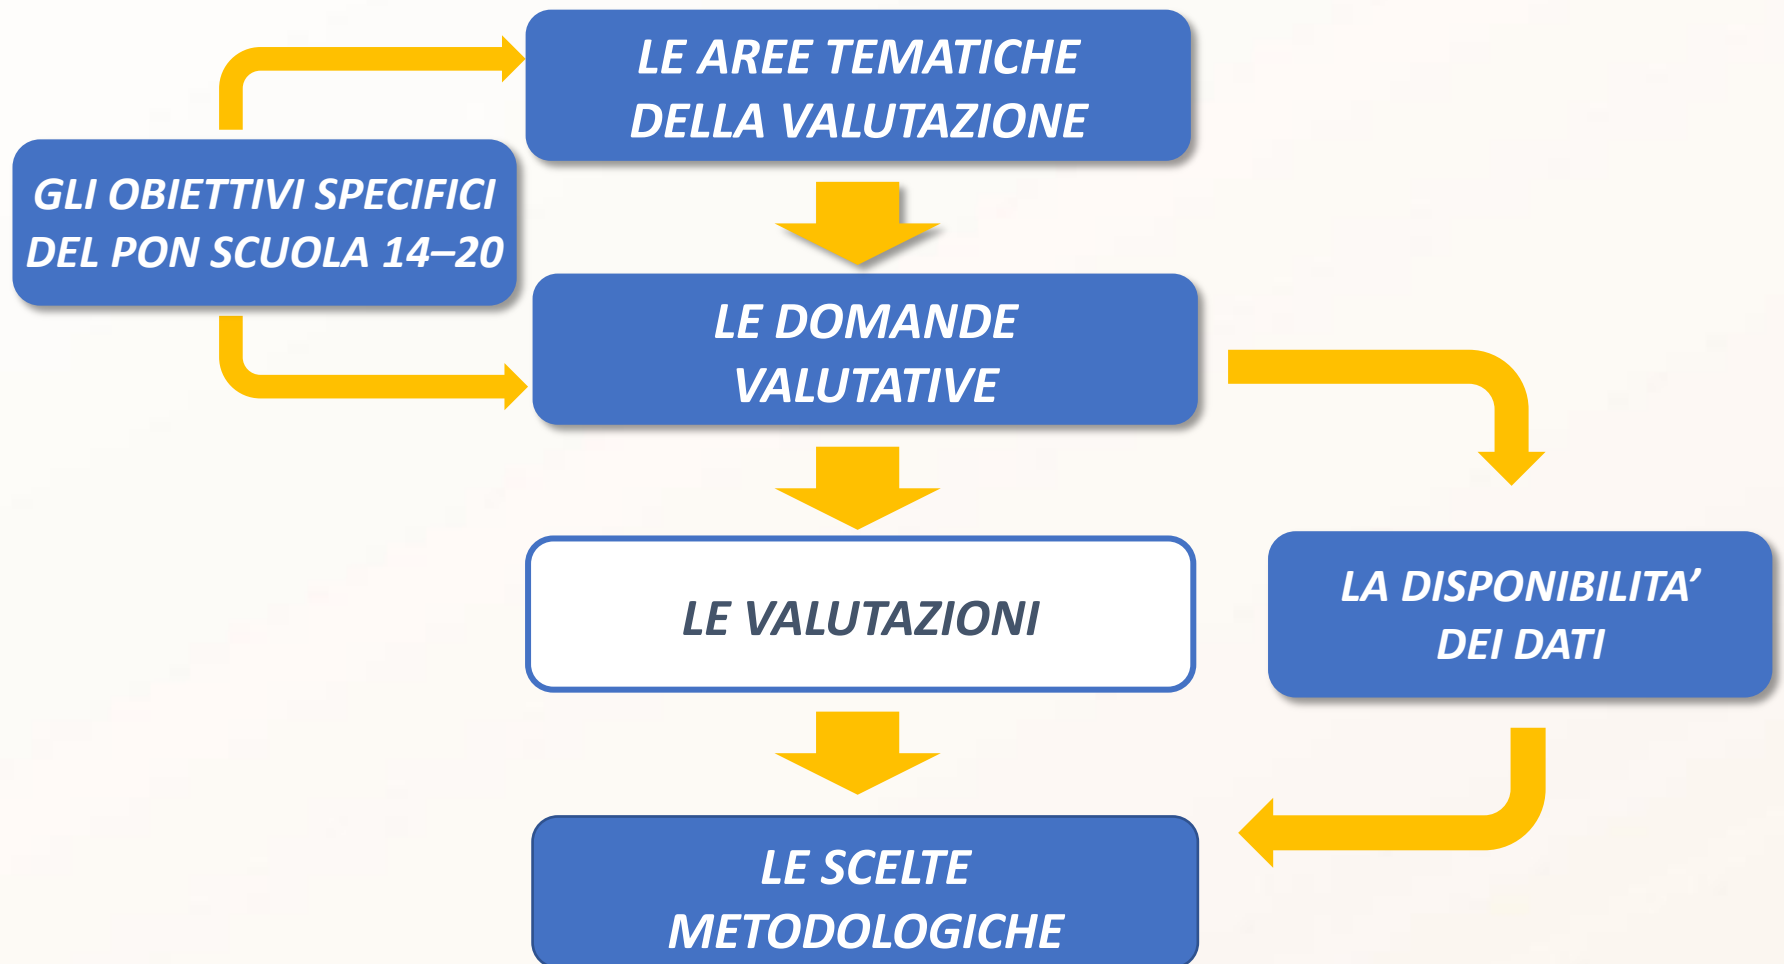 LE AREE TEMATICHE
DELLA VALUTAZIONE
GLI OBIETTIVI SPECIFICI
DEL PON SCUOLA 14–20
LE DOMANDE
VALUTATIVE
LE VALUTAZIONI
LA DISPONIBILITA’
DEI DATI
LE SCELTE
METODOLOGICHE